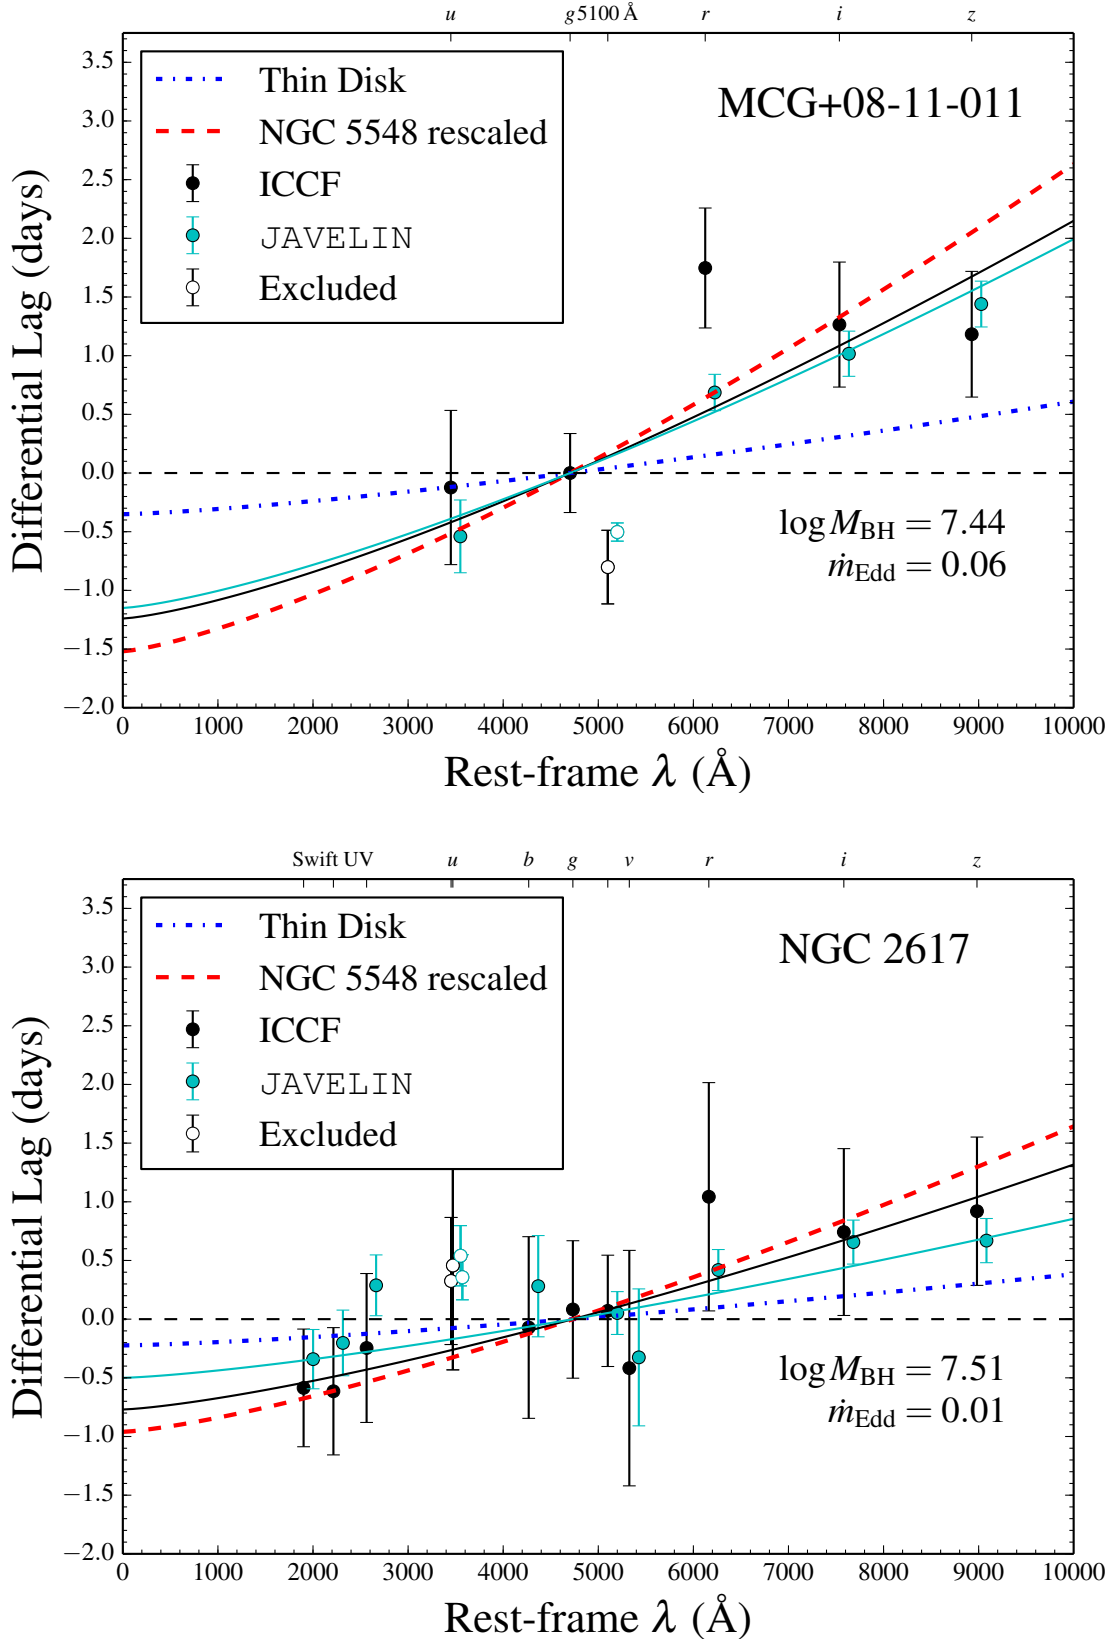 u g 5100 Å r i z
3.5
3.0
2.5
2.0
1.5
1.0
0.5
0.0
−0.5
−1.0
−1.5
−2.0
Differential Lag (days)
Thin Disk
NGC 5548 rescaled
ICCF
JAVELIN
Excluded
MCG+08-11-011
log M_BH = 7.44
ṁ_Edd = 0.06
0 1000 2000 3000 4000 5000 6000 7000 8000 9000 10000
Rest-frame λ (Å)
Swift UV u b g v r i z
3.5
3.0
2.5
2.0
1.5
1.0
0.5
0.0
−0.5
−1.0
−1.5
−2.0
Differential Lag (days)
Thin Disk
NGC 5548 rescaled
ICCF
JAVELIN
Excluded
NGC 2617
log M_BH = 7.51
ṁ_Edd = 0.01
0 1000 2000 3000 4000 5000 6000 7000 8000 9000 10000
Rest-frame λ (Å)